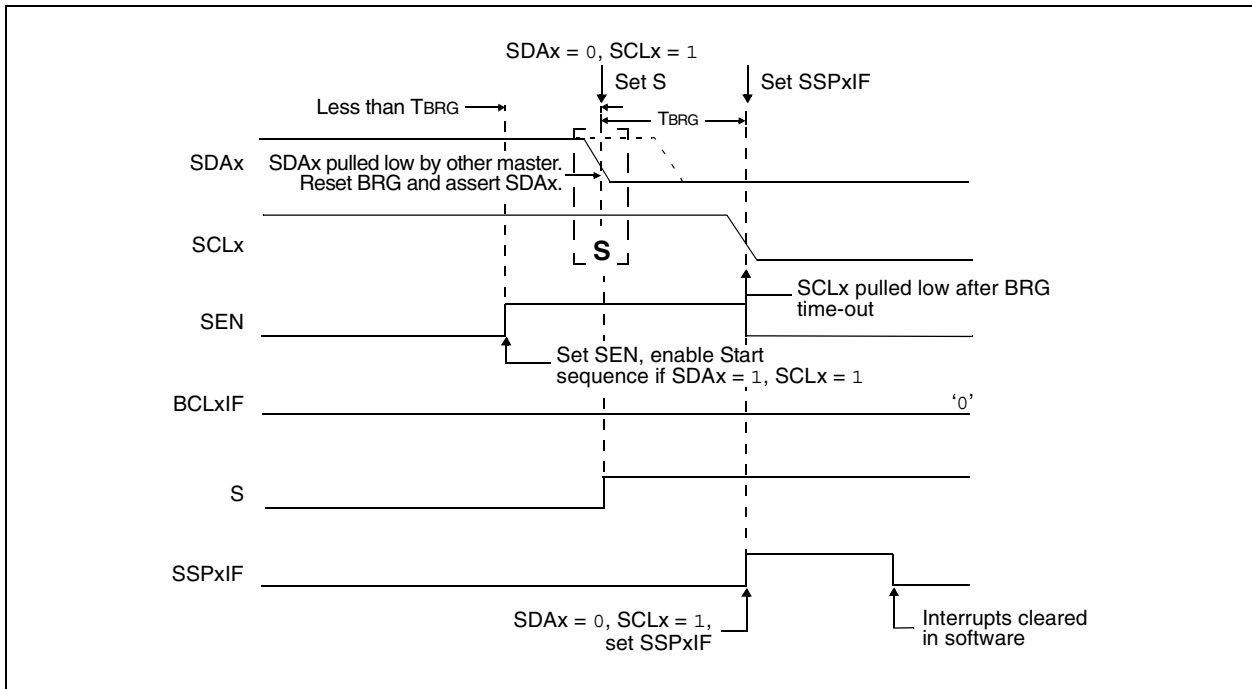 SDAx = 0, SCLx = 1
Set S
Set SSPxIF
Less than TBRG
TBRG
SDAx
SDAx pulled low by other master.
Reset BRG and assert SDAx.
SCLx
S
SCLx pulled low after BRG
time-out
SEN
Set SEN, enable Start
sequence if SDAx = 1, SCLx = 1
BCLxIF
‘0’
S
SSPxIF
SDAx = 0, SCLx = 1,
set SSPxIF
Interrupts cleared
in software